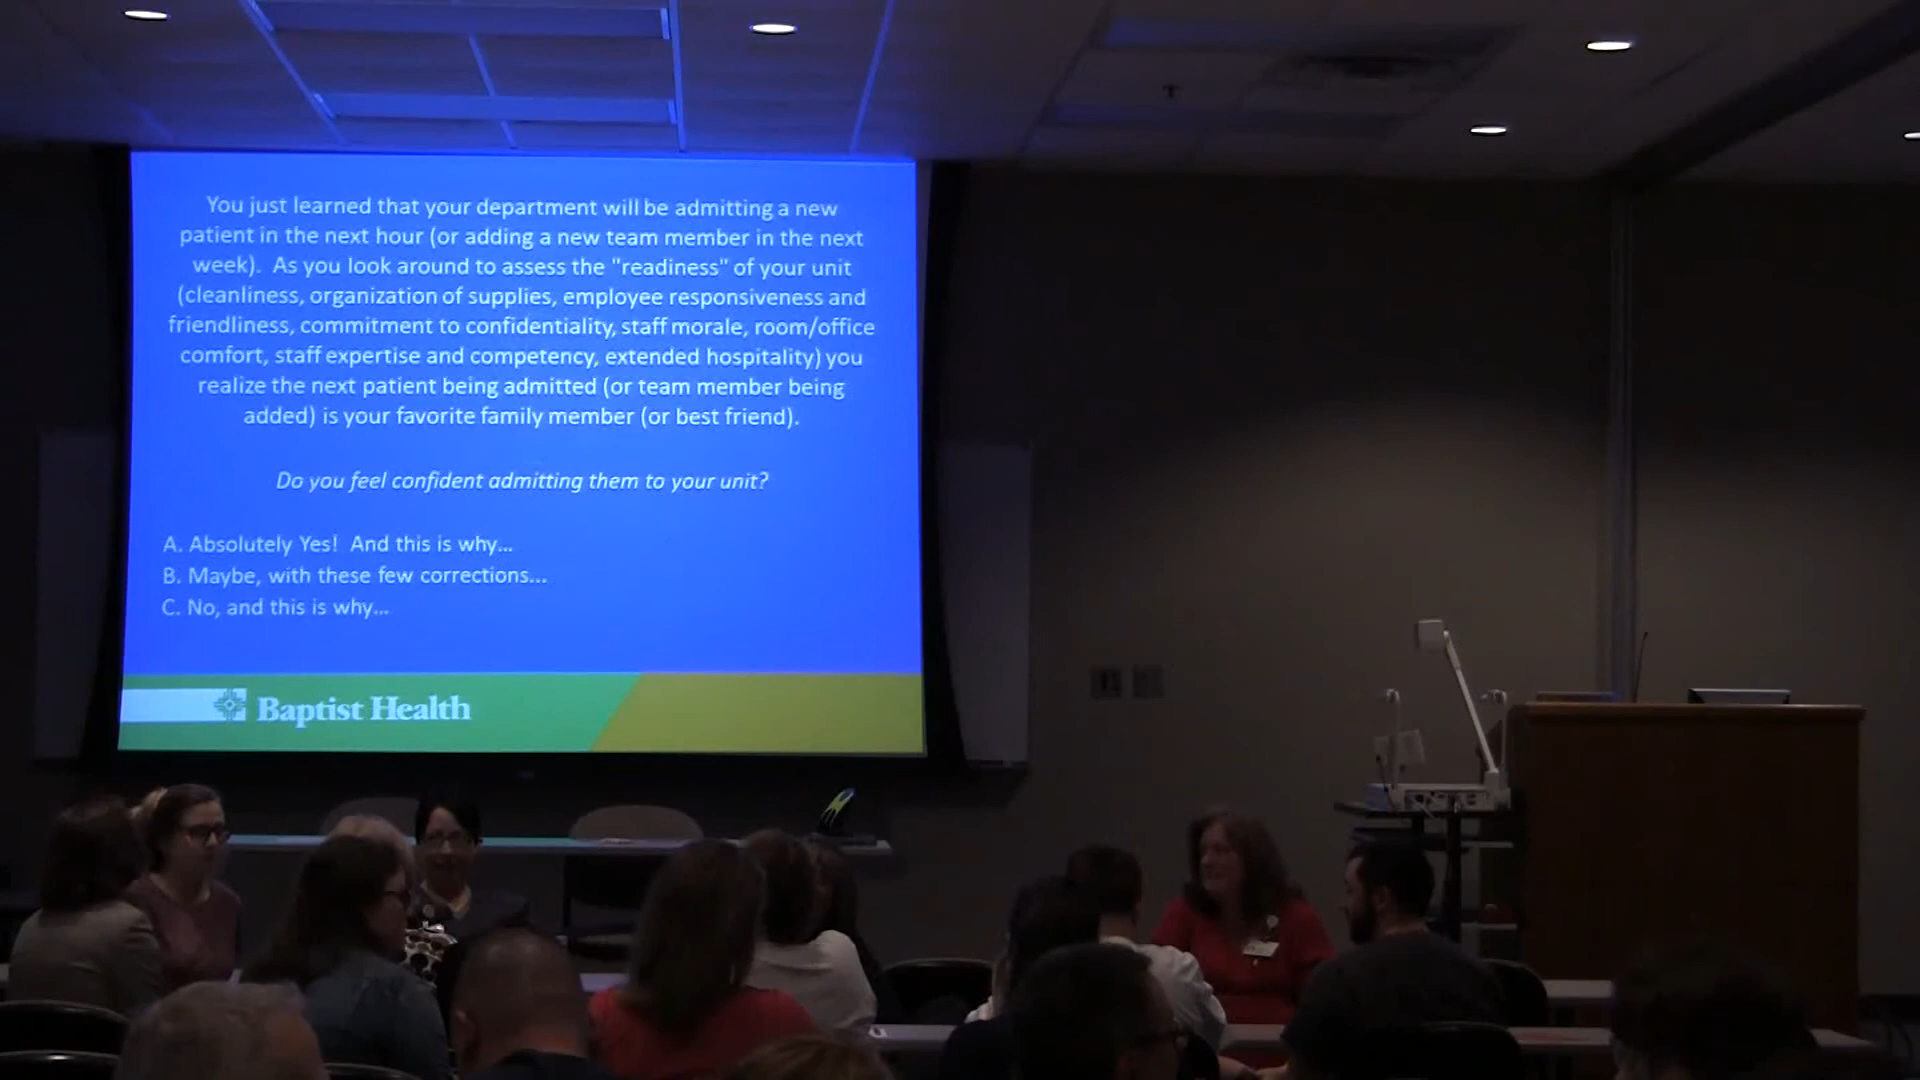 You just learned that your department will be admitting a new
patient in the next hour (or adding a new team member in the next
week).  As you look around to assess the "readiness" of your unit
(cleanliness, organization of supplies, employee responsiveness and
friendliness, commitment to confidentiality, staff morale, room/office
comfort, staff expertise and competency, extended hospitality) you
realize the next patient being admitted (or team member being
added) is your favorite family member (or best friend).
Do you feel confident admitting them to your unit?
A. Absolutely Yes!  And this is why...
B. Maybe, with these few corrections...
C. No, and this is why...
Baptist Health